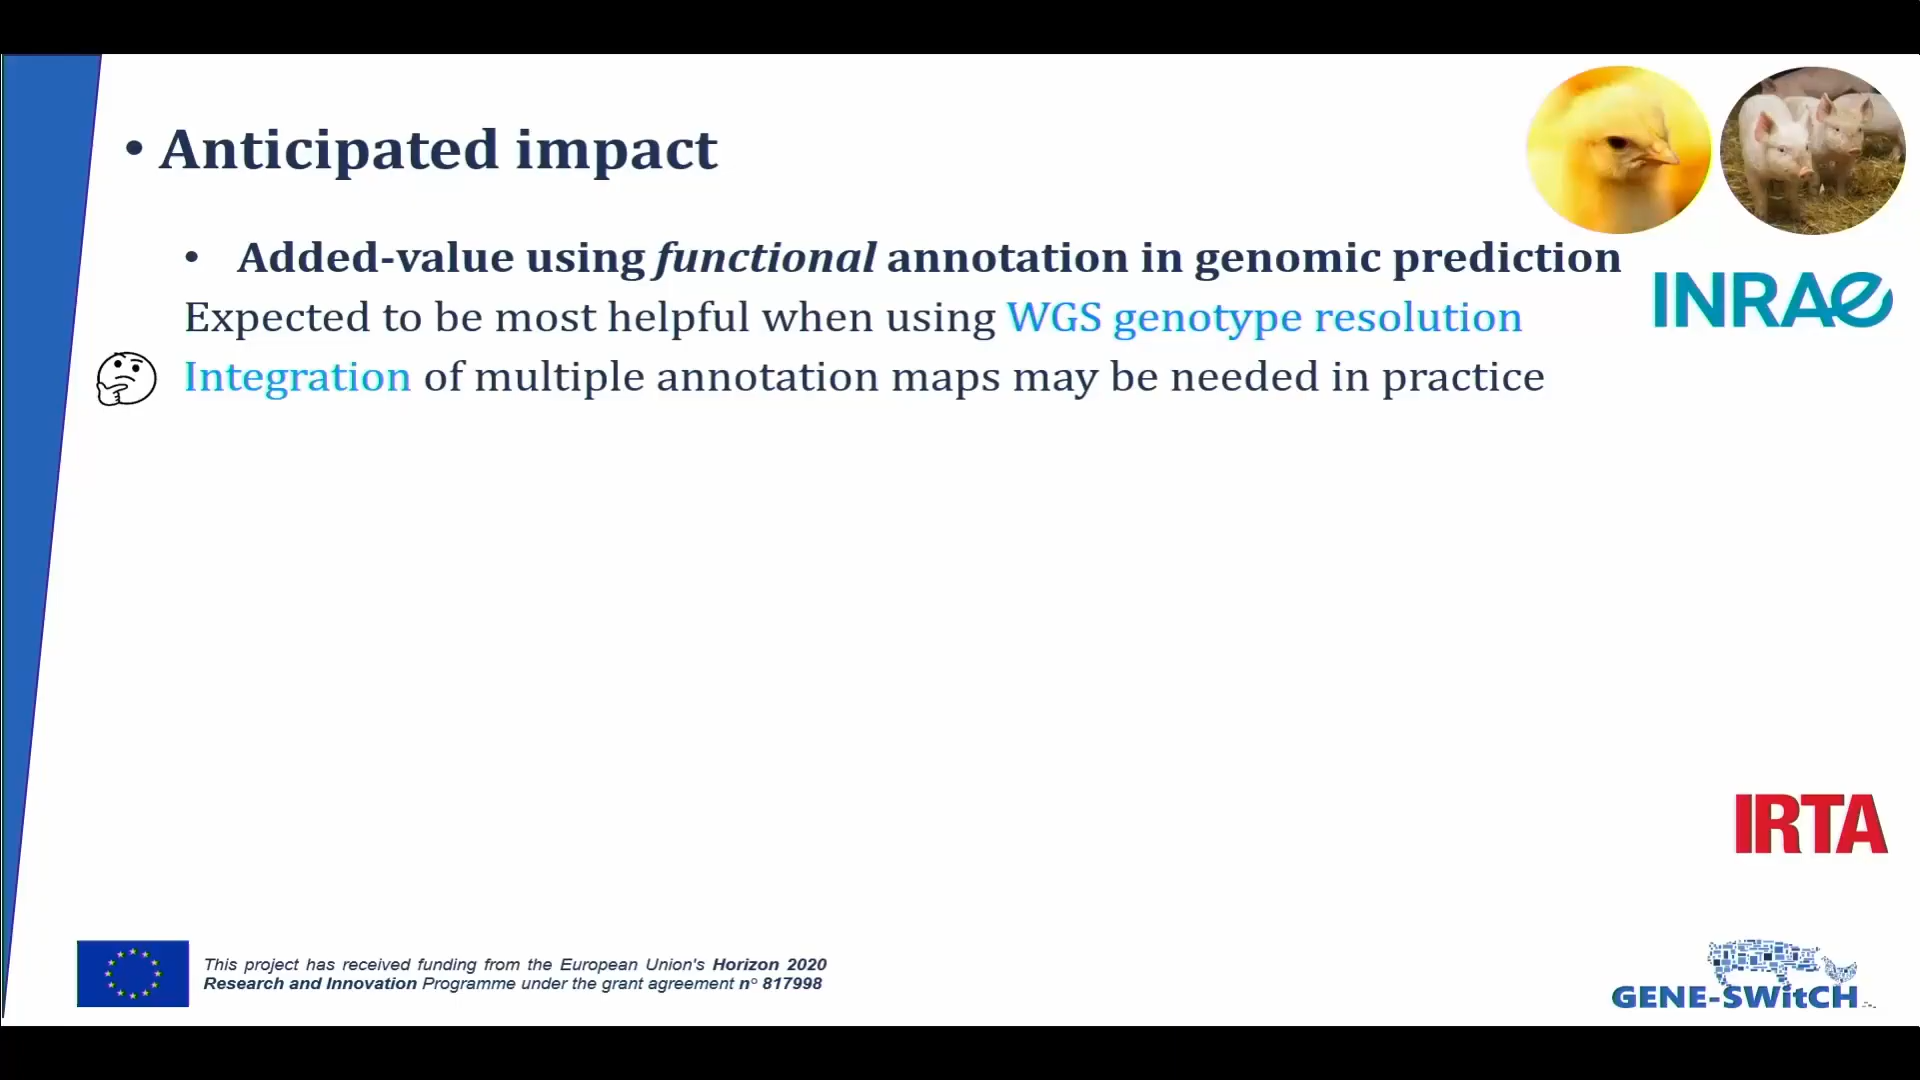 • Anticipated impact
• Added-value using functional annotation in genomic prediction
Expected to be most helpful when using WGS genotype resolution
Integration of multiple annotation maps may be needed in practice
INRAE
IRTA
This project has received funding from the European Union's Horizon 2020
Research and Innovation Programme under the grant agreement n° 817998
GENE-SWitCH